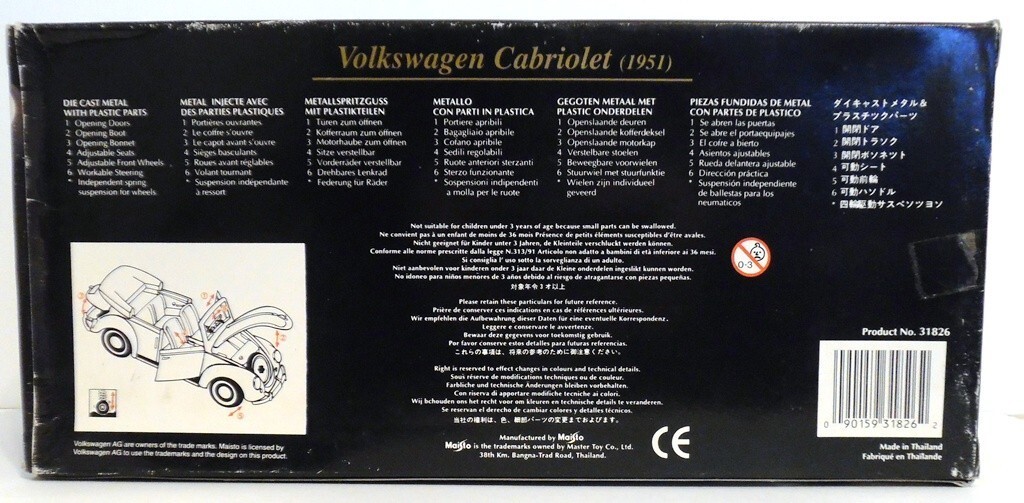 Volkswagen Cabriolet (1951)
DIE CAST METAL
WITH PLASTIC PARTS
1 Opening Doors
2 Opening Boot
3 Opening Bonnet
4 Adjustable Seats
5 Adjustable Front Wheels
6. Workable Steering
* Independent spring
suspension for wheels
METAL INJECTE AVEC
DES PARTIES PLASTIQUES
1 Portières ouvrantes
2 Le coffre s'ouvre
3 Le capot avant s'ouvre
4 Sièges basculants
5 Roues avant réglables
6 Volant tournant
* Suspension indépendante
à ressort
METALLSPRITZGUSS
MIT PLASTIKTEILEN
1 Türen zum öffnen
2 Kofferraum zum öffnen
3 Motorhaube zum öffnen
4 Sitze verstellbar
5 Vorderräder verstellbar
6 Drehbares Lenkrad
* Federung für Räder
METALLO
CON PARTI IN PLASTICA
1 Portiere apribili
2 Bagagliaio apribile
3 Cofano apribile
4 Sedili regolabili
5 Ruote anteriori sterzanti
6 Sterzo funzionante
* Sospensioni indipendenti
a molla per le ruote
GEGOTEN METAAL MET
PLASTIC ONDERDELEN
1 Openslaande deuren
2 Openslaande kofferdeksel
3 Openslaande motorkap
4 Verstelbare stoelen
5 Beweegbare voorwielen
6 Stuurwiel met stuurfunktie
* Wielen zijn individueel
geveerd
PIEZAS FUNDIDAS DE METAL
CON PARTES DE PLASTICO
1 Se abren las puertas
2 Se abre el portaequipajes
3 El cofre a bierto
4 Asientos ajustables
5 Rueda delantera ajustable
6 Dirección práctica
* Suspensión independiente
de ballestas para los
neumaticos
ダイキャストメタル&
プラスチックパーツ
1 開閉ドア
2 開閉トランク
3 開閉ボンネット
4 可動シート
5 可動前輪
6 可動ハンドル
* 四輪駆動サスペンション
Not suitable for children under 3 years of age because small parts can be swallowed.
Ne convient pas à un enfant de moins de 36 mois Présence de petits éléments susceptibles d'être avales.
Nicht geeignet für Kinder unter 3 Jahren, de Kleinteile verschluckt werden können.
Conforme alle norme prescritte dalla legge N.313/91 Articolo non adatto a bambini di età inferiore ai 36 mesi.
Si consiglia l' uso sotto la sorveglianza di un adulto.
Niet aanbevolen voor kinderen onder 3 jaar daar de Kleine onderdelen ingeslikt kunnen worden.
No idoneo para niños menores de 3 años debido al riesgo de atragantarse con piezas pequeñas.
対象年令3才以上
0-3
Please retain these particulars for future reference.
Prière de conserver ces indications en cas de références ultérieures.
Wir empfehlen die Aufbewahrung dieser Daten für eine eventuelle Korrespondenz.
Leggere e conservare le avvertenze.
Bewaar deze gegevens voor toekomstig gebruik.
Por favor conserve estos detalles para futuras referencias.
これらの事項は、将来の参考のために御注意ください。
Right is reserved to effect changes in colours and technical details.
Sous réserve de modifications techniques ou de couleur.
Farbliche und technische Änderungen bleiben vorbehalten.
Con riserva di apportare modifiche tecniche ai colori.
Wij behouden ons het recht voor om kleuren en technische details te veranderen.
Se reservan el derecho de cambiar colores y detalles técnicos.
当社の権利は、色、細部パーツの変更までおよびます。
Manufactured by Maisto
Maisto is the trademarks owned by Master Toy Co., Ltd.
38th Km. Bangna-Trad Road, Thailand.
CE
Volkswagen AG are owners of the trade marks. Maisto is licensed by
Volkswagen AG to use the trademarks and the design on this product.
Product No. 31826
0 90159 31826 2
Made in Thailand
Fabriqué en Thaïlande